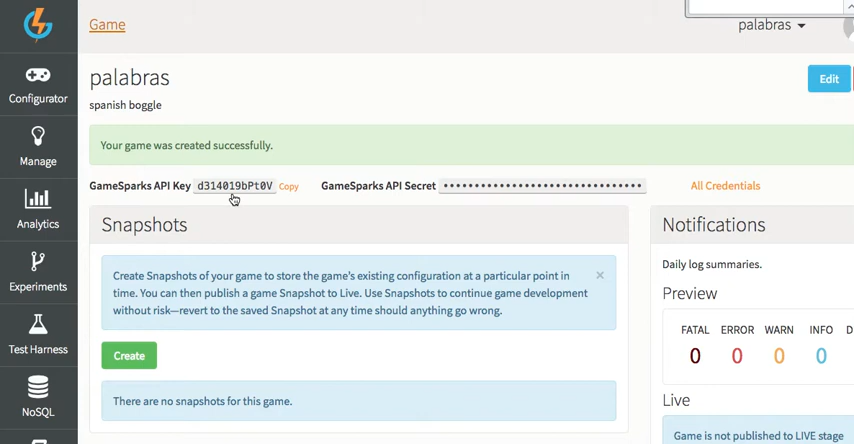 Game
palabras
Configurator
Manage
Analytics
Experiments
Test Harness
NoSQL
palabras
Edit
spanish boggle
Your game was created successfully.
GameSparks API Key d314019bPt0V Copy GameSparks API Secret •••••••••••••••••••••••••••••••• All Credentials
Snapshots
Create Snapshots of your game to store the game's existing configuration at a particular point in
time. You can then publish a game Snapshot to Live. Use Snapshots to continue game development
without risk—revert to the saved Snapshot at any time should anything go wrong.
×
Create
There are no snapshots for this game.
Notifications
Daily log summaries.
Preview
FATAL ERROR WARN INFO D
0 0 0 0
Live
Game is not published to LIVE stage